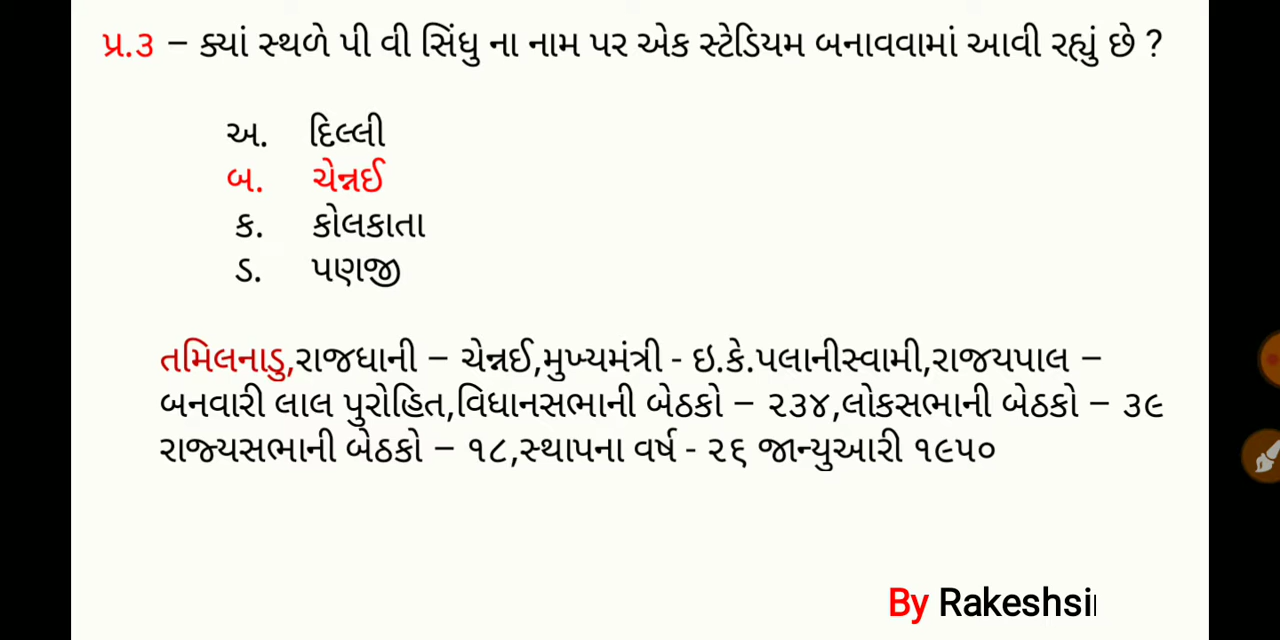 પ્ર.૩ – ક્યાં સ્થળે પી વી સિંધુ ના નામ પર એક સ્ટેડિયમ બનાવવામાં આવી રહ્યું છે ?
અ. દિલ્લી
બ. ચેન્નઈ
ક. કોલકાતા
ડ. પણજી
તમિલનાડુ,રાજધાની – ચેન્નઈ,મુખ્યમંત્રી - ઇ.કે.પલાનીસ્વામી,રાજયપાલ –
બનવારી લાલ પુરોહિત,વિધાનસભાની બેઠકો – ૨૩૪,લોકસભાની બેઠકો – ૩૯
રાજ્યસભાની બેઠકો – ૧૮,સ્થાપના વર્ષ - ૨૬ જાન્યુઆરી ૧૯૫૦
By Rakeshsi